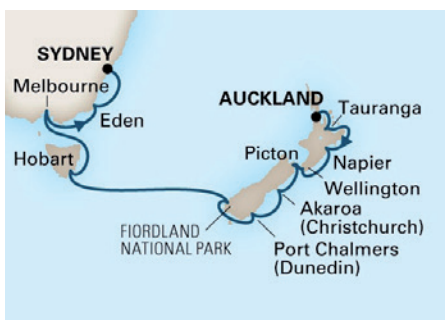 SYDNEY
Melbourne
Eden
Hobart
AUCKLAND
Tauranga
Picton
Napier
Wellington
Akaroa
(Christchurch)
FIORDLAND
NATIONAL PARK
Port Chalmers
(Dunedin)